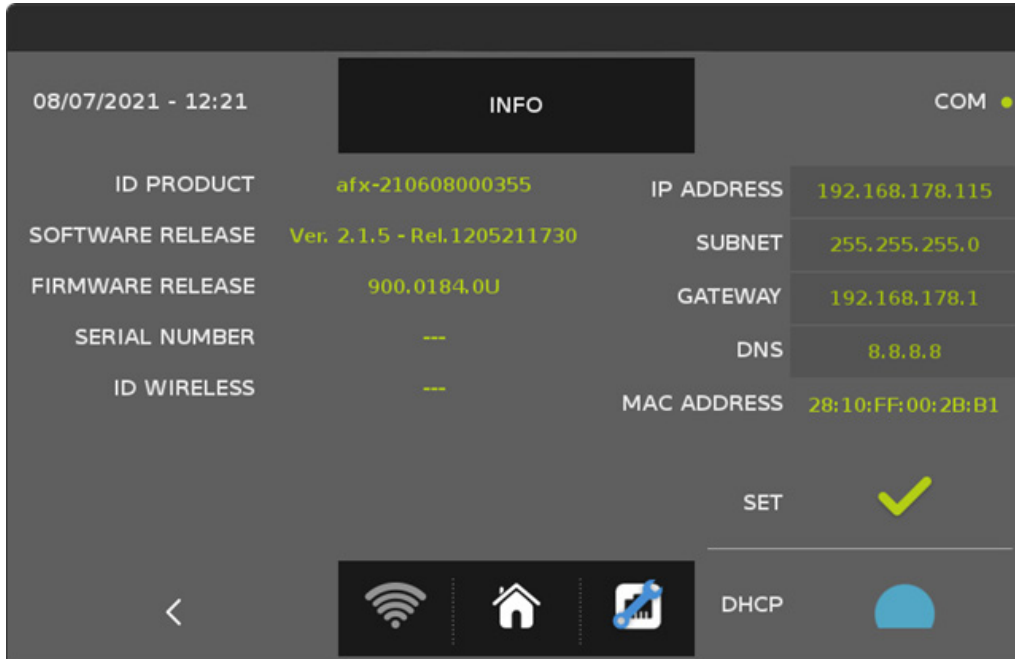 08/07/2021 - 12:21
INFO
COM
ID PRODUCT afx-210608000355
SOFTWARE RELEASE Ver. 2.1.5 - Rel.1205211730
FIRMWARE RELEASE 900.0184.0U
SERIAL NUMBER ---
ID WIRELESS ---
IP ADDRESS 192.168.178.115
SUBNET 255.255.255.0
GATEWAY 192.168.178.1
DNS 8.8.8.8
MAC ADDRESS 28:10:FF:00:2B:B1
SET
DHCP